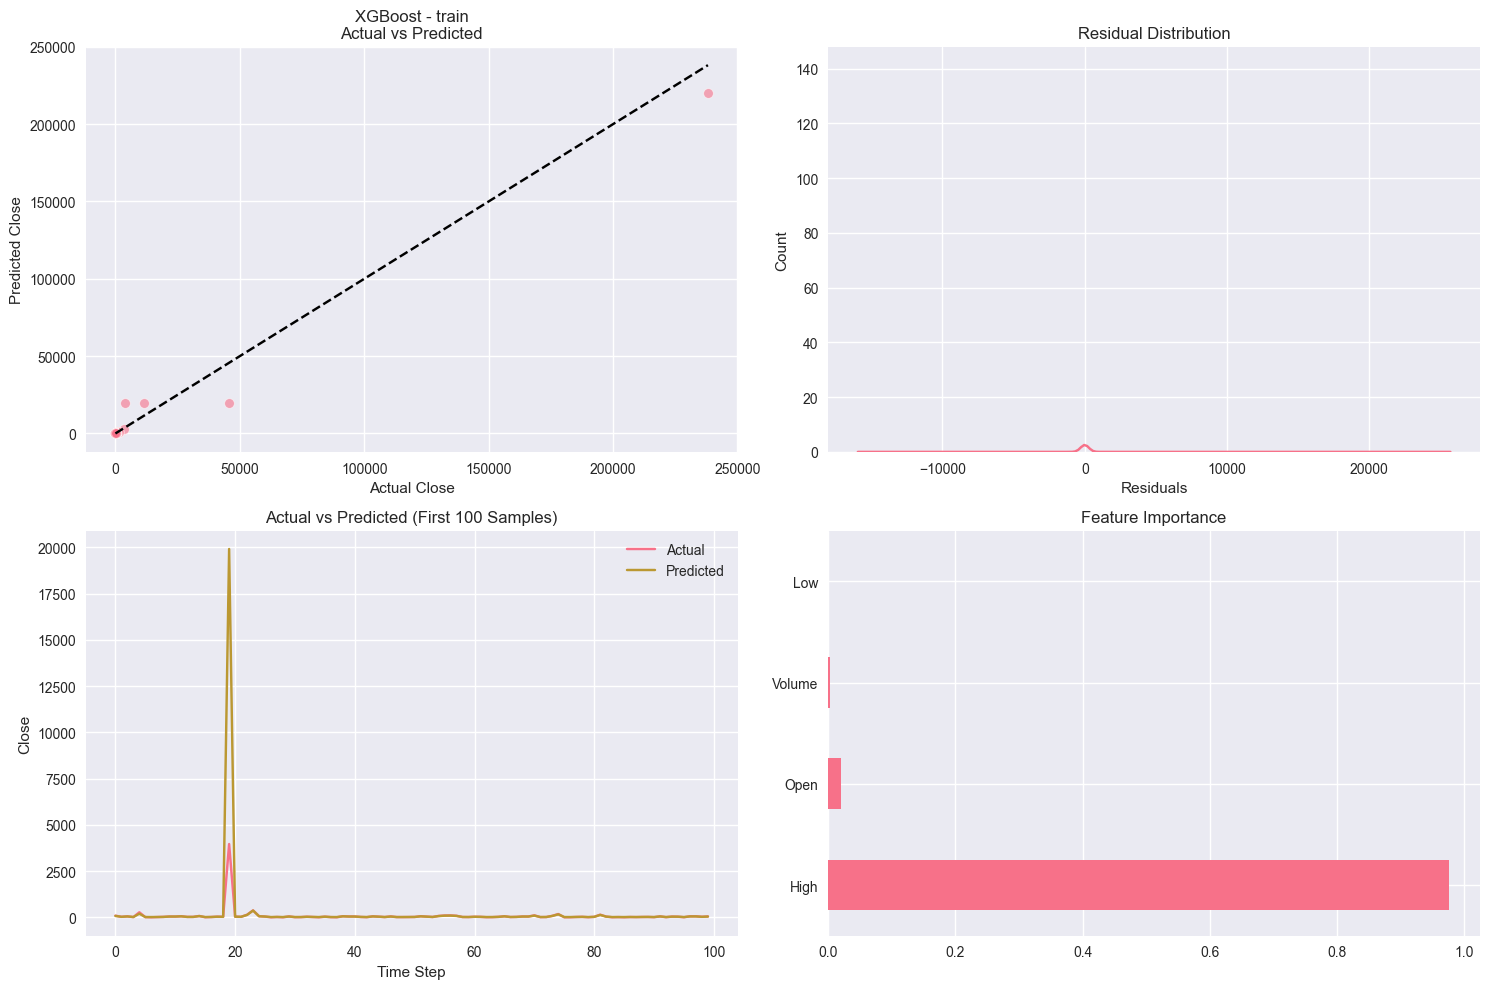 XGBoost - train
Actual vs Predicted
250000
200000
150000
100000
50000
0
Predicted Close
0
50000
100000
150000
200000
250000
Actual Close
Residual Distribution
140
120
100
80
60
40
20
0
Count
−10000
0
10000
20000
Residuals
Actual vs Predicted (First 100 Samples)
Actual
Predicted
20000
17500
15000
12500
10000
7500
5000
2500
0
Close
0
20
40
60
80
100
Time Step
Feature Importance
Low
Volume
Open
High
0.0
0.2
0.4
0.6
0.8
1.0